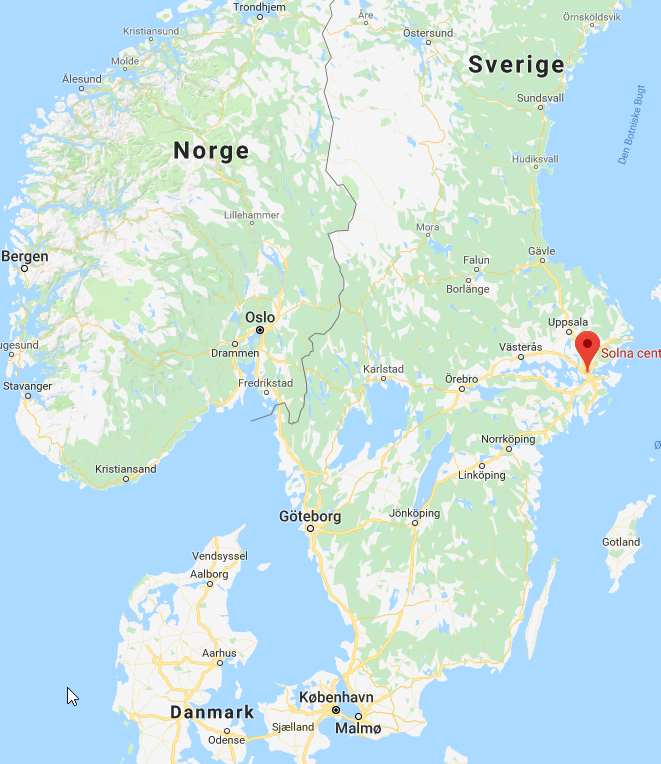 Trondhjem
Åre
Örnsköldsvik
Kristiansund
Östersund
Molde
Sverige
Ålesund
Sundsvall
Den Botniske Bugt
Norge
Hudiksvall
Lillehammer
Mora
Bergen
Gävle
Falun
Borlänge
Oslo
Uppsala
ugesund
Drammen
Västerås
Solna cent
Stavanger
Fredrikstad
Karlstad
Örebro
Norrköping
Ø
Kristiansand
Linköping
Göteborg
Jönköping
Gotland
Vendsyssel
Aalborg
Aarhus
København
Danmark
Sjælland
Malmø
Odense